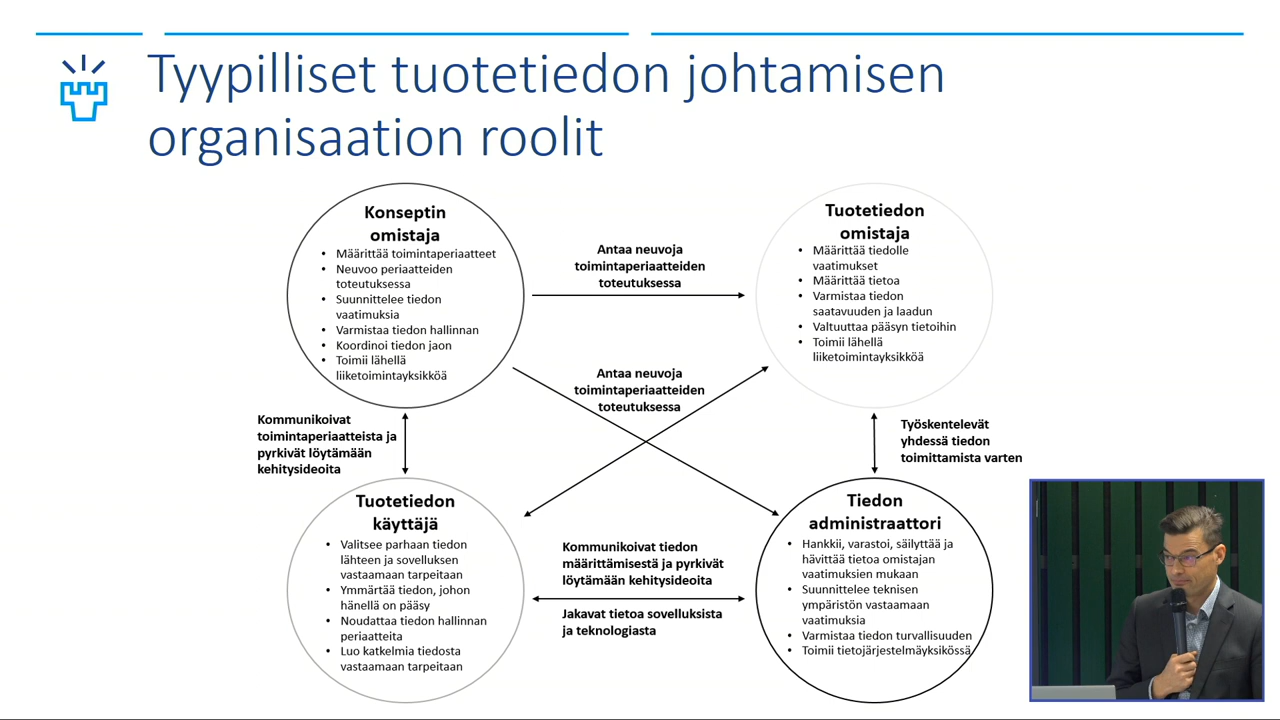 Tyypilliset tuotetiedon johtamisen
organisaation roolit
Konseptin
omistaja
• Määrittää toimintaperiaatteet
• Neuvoo periaatteiden
toteutuksessa
• Suunnittelee tiedon
vaatimuksia
• Varmistaa tiedon hallinnan
• Koordinoi tiedon jaon
• Toimii lähellä
liiketoimintayksikköä
Antaa neuvoja
toimintaperiaatteiden
toteutuksessa
Tuotetiedon
omistaja
• Määrittää tiedolle
vaatimukset
• Määrittää tietoa
• Varmistaa tiedon
saatavuuden ja laadun
• Valtuuttaa pääsyn tietoihin
• Toimii lähellä
liiketoimintayksikköä
Antaa neuvoja
toimintaperiaatteiden
toteutuksessa
Kommunikoivat
toimintaperiaatteista ja
pyrkivät löytämään
kehitysideoita
Työskentelevät
yhdessä tiedon
toimittamista varten
Tuotetiedon
käyttäjä
• Valitsee parhaan tiedon
lähteen ja sovelluksen
vastaamaan tarpeitaan
• Ymmärtää tiedon, johon
hänellä on pääsy
• Noudattaa tiedon hallinnan
periaatteita
• Luo katkelmia tiedosta
vastaamaan tarpeitaan
Kommunikoivat tiedon
määrittämisestä ja pyrkivät
löytämään kehitysideoita
Jakavat tietoa sovelluksista
ja teknologiasta
Tiedon
administraattori
• Hankkii, varastoi, säilyttää ja
hävittää tietoa omistajan
vaatimuksien mukaan
• Suunnittelee teknisen
ympäristön vastaamaan
vaatimuksia
• Varmistaa tiedon turvallisuuden
• Toimii tietojärjestelmäyksikössä